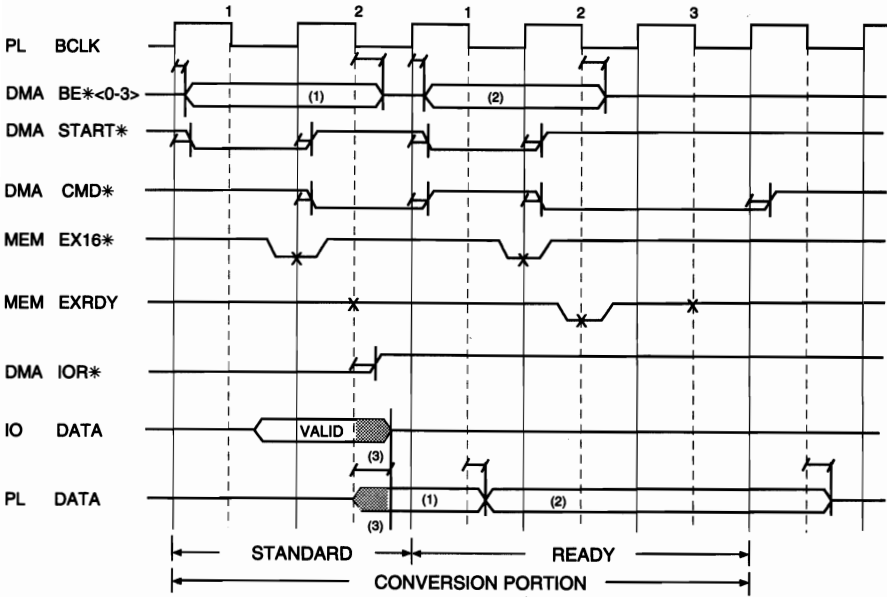 1 2 1 2 3
PL BCLK
DMA BE*<0-3> (1) (2)
DMA START*
DMA CMD*
MEM EX16*
MEM EXRDY
DMA IOR*
IO DATA VALID
(3)
PL DATA (1) (2)
(3)
STANDARD READY
CONVERSION PORTION